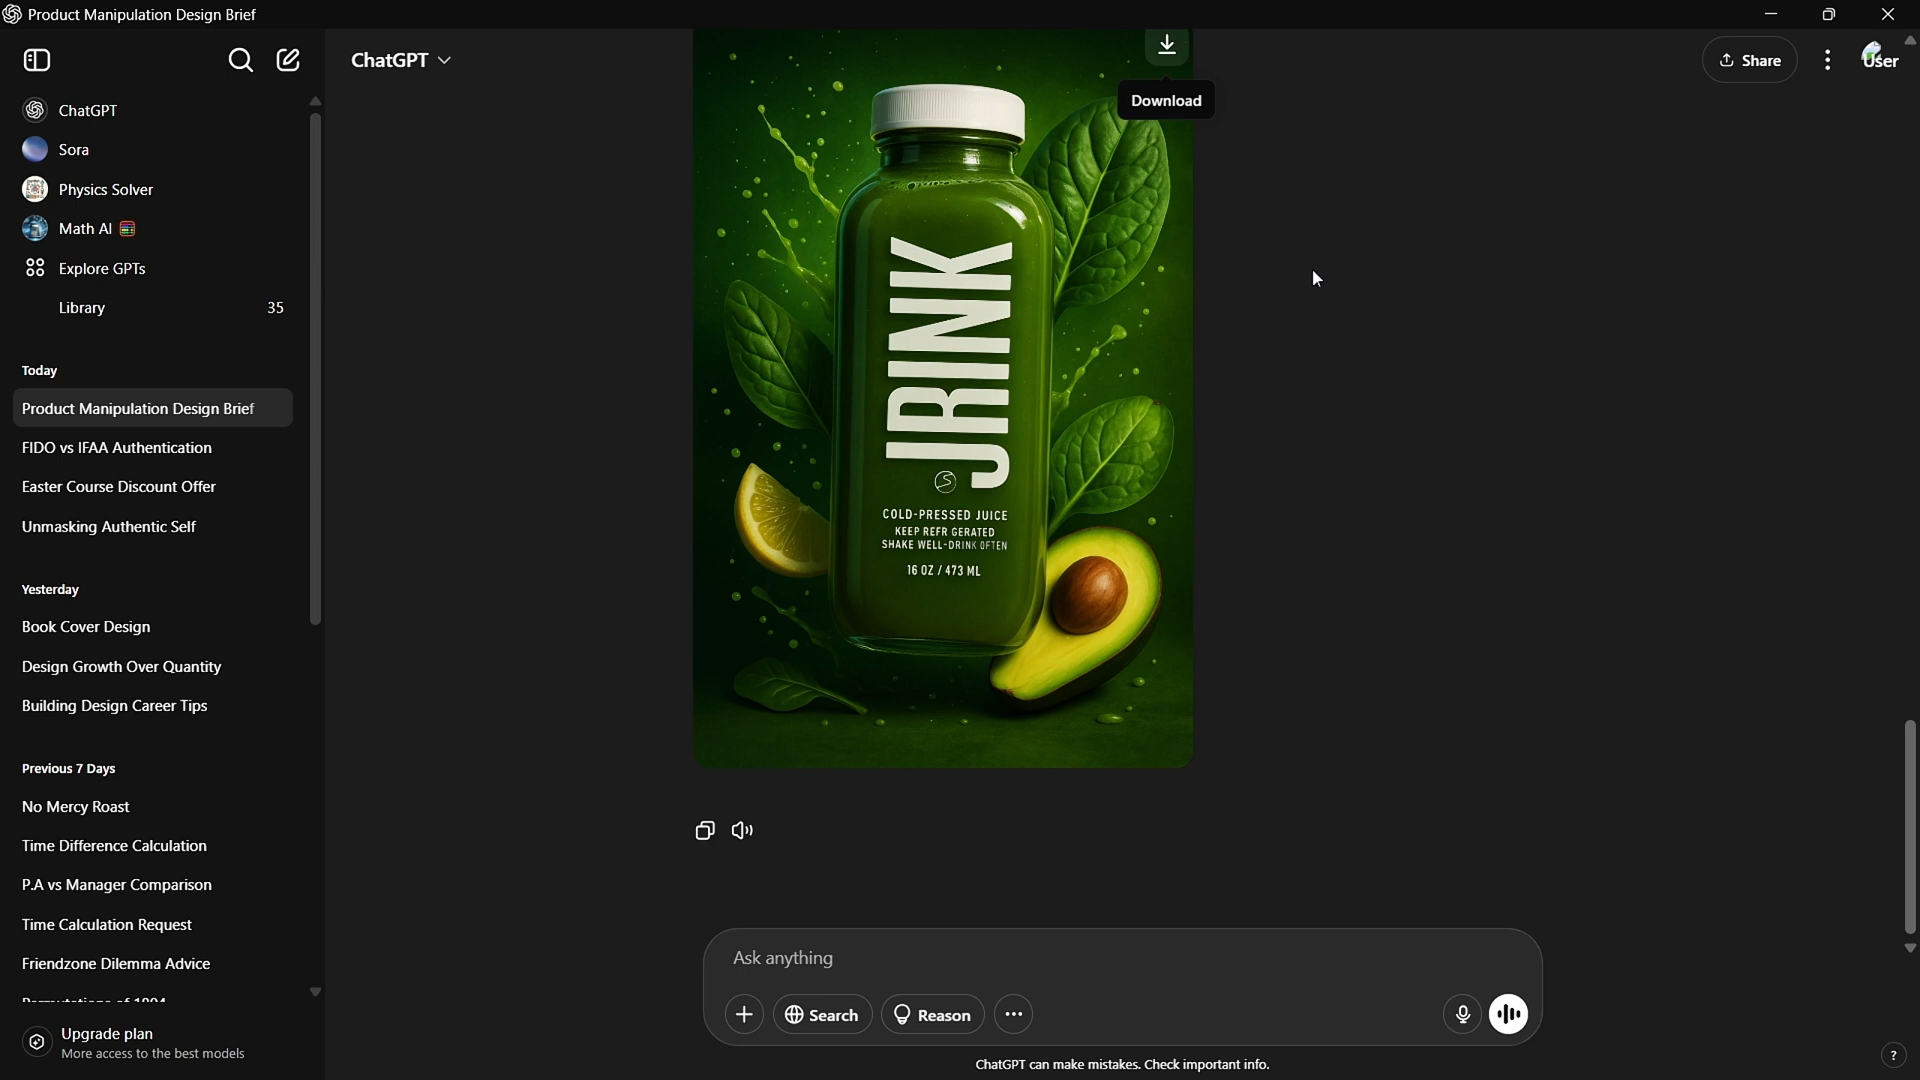 Product Manipulation Design Brief
ChatGPT
Share
User
ChatGPT
Sora
Physics Solver
Math AI
Explore GPTs
Library 35
Today
Product Manipulation Design Brief
FIDO vs IFAA Authentication
Easter Course Discount Offer
Unmasking Authentic Self
Yesterday
Book Cover Design
Design Growth Over Quantity
Building Design Career Tips
Previous 7 Days
No Mercy Roast
Time Difference Calculation
P.A vs Manager Comparison
Time Calculation Request
Friendzone Dilemma Advice
Upgrade plan
More access to the best models
Download
JRINK
COLD-PRESSED JUICE
KEEP REFR GERATED
SHAKE WELL-DRINK OFTEN
16 OZ / 473 ML
Ask anything
Search
Reason
ChatGPT can make mistakes. Check important info.
?